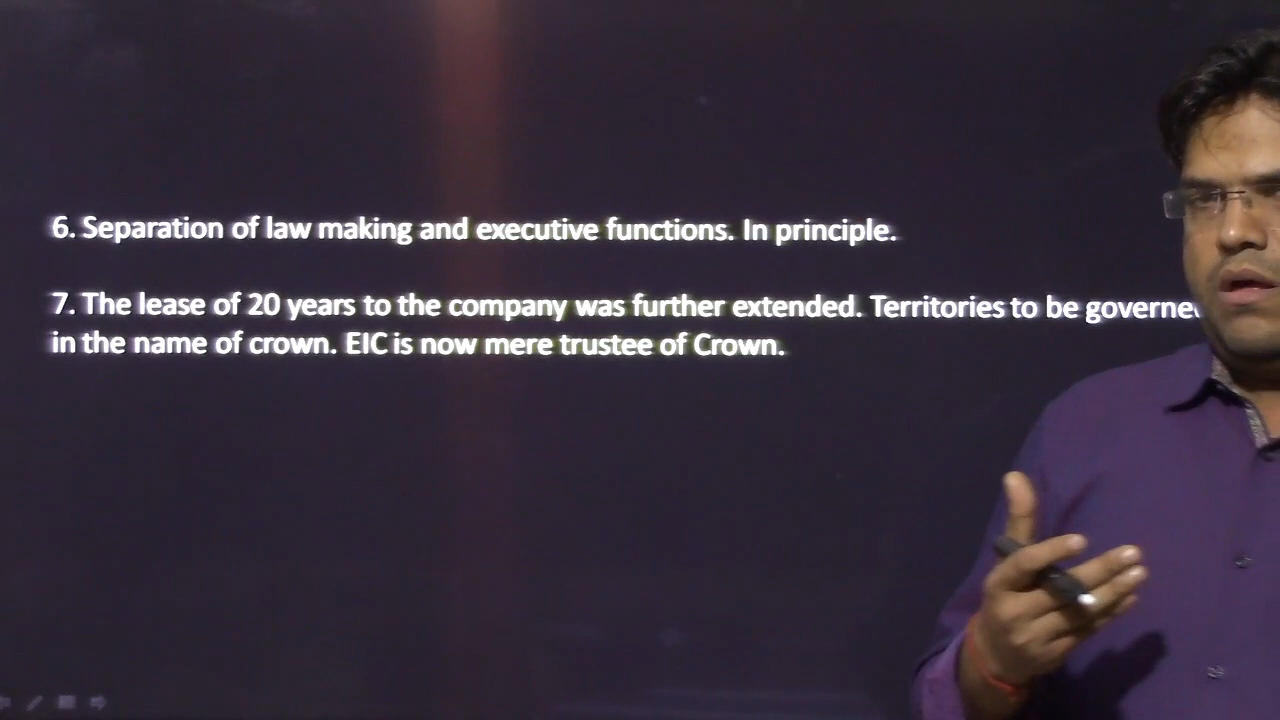 6. Separation of law making and executive functions. In principle.
7. The lease of 20 years to the company was further extended. Territories to be governe
in the name of crown. EIC is now mere trustee of Crown.